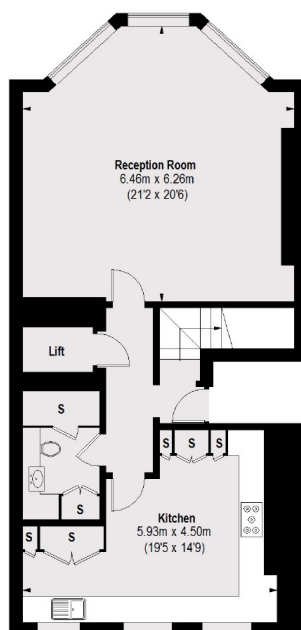 Reception Room
6.46m x 6.26m
(21'2 x 20'6)
Lift
S
S
S
S
S
S
S
Kitchen
5.93m x 4.50m
(19'5 x 14'9)